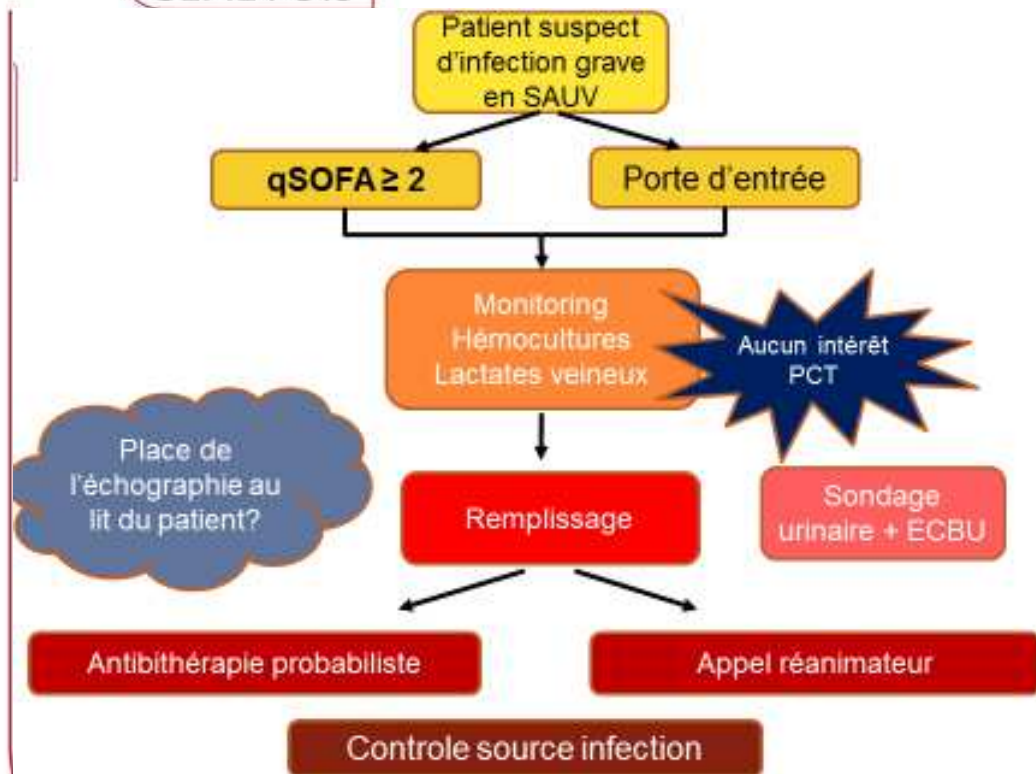 Patient suspect
d'infection grave
en SAUV
qSOFA ≥ 2
Porte d'entrée
Monitoring
Hémocultures
Lactates veineux
Aucun intérêt
PCT
Place de
l'échographie au
lit du patient?
Remplissage
Sondage
urinaire + ECBU
Antibithérapie probabiliste
Appel réanimateur
Controle source infection